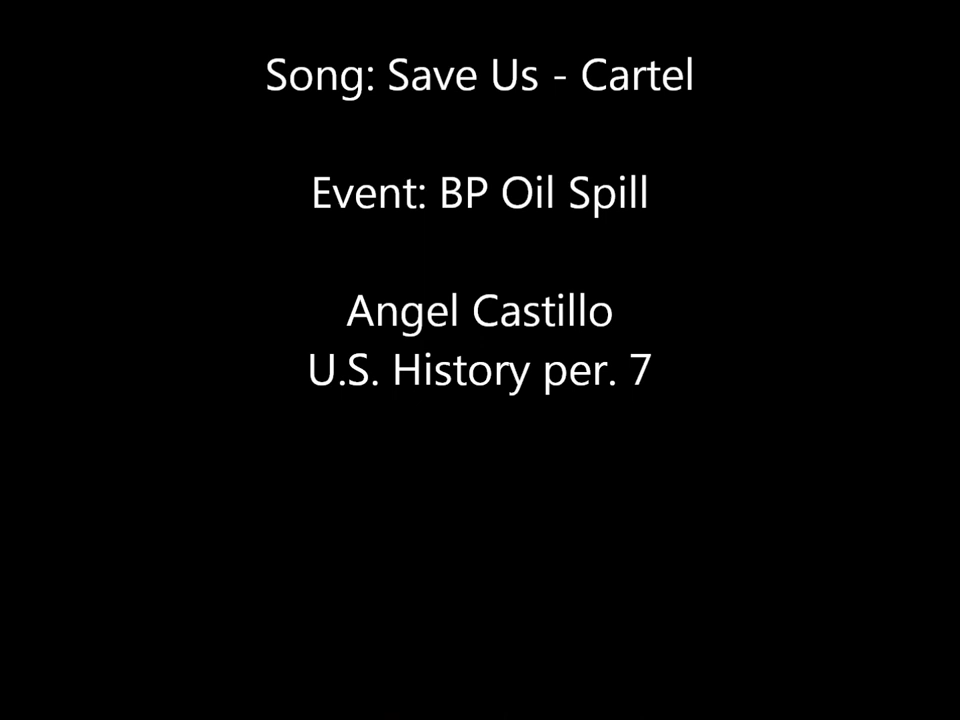 Song: Save Us - Cartel
Event: BP Oil Spill
Angel Castillo
U.S. History per. 7